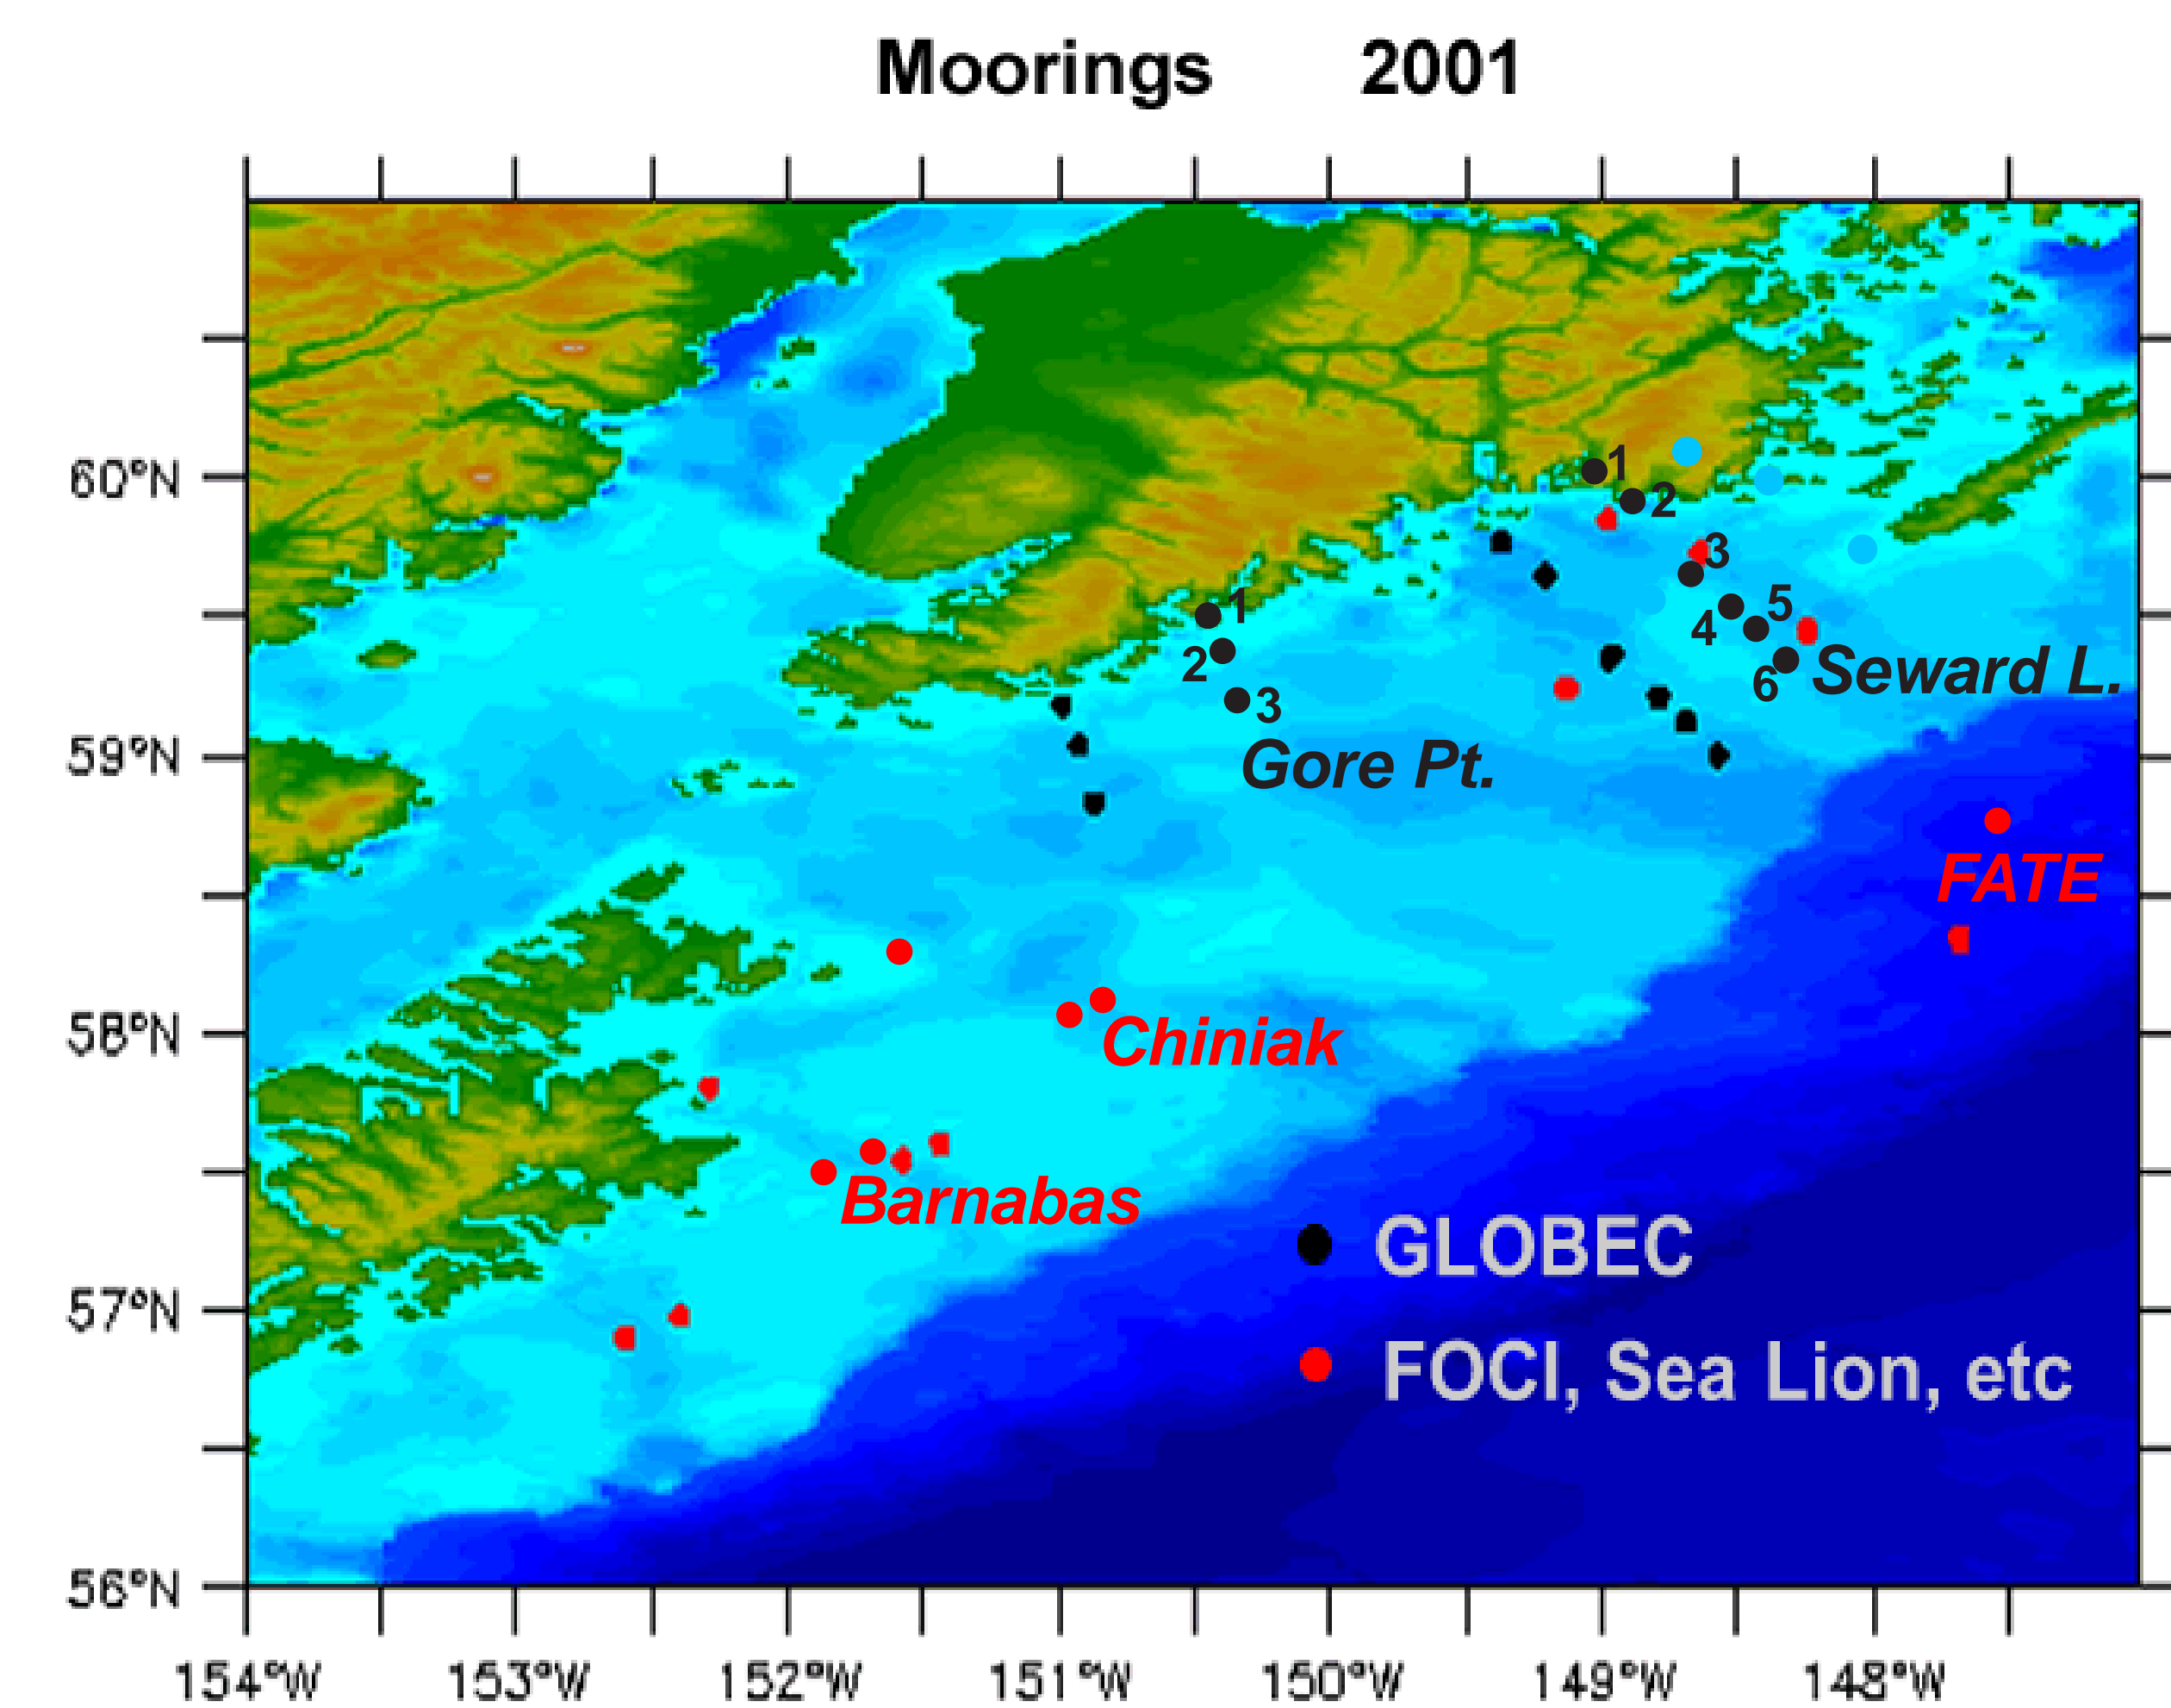 Moorings 2001
60°N
59°N
58°N
57°N
56°N
1
2
3
4
5
6
Seward L.
1
2
3
Gore Pt.
FATE
Chiniak
Barnabas
GLOBEC
FOCI, Sea Lion, etc
154°W 153°W 152°W 151°W 150°W 149°W 148°W